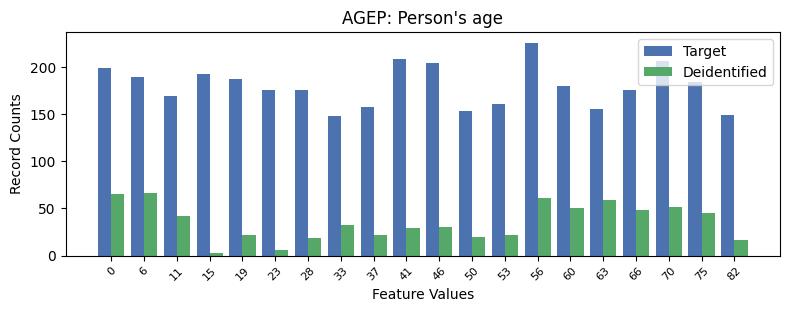 AGEP: Person's age
Target
Deidentified
Record Counts
200
150
100
50
0
0 6 11 15 19 23 28 33 37 41 46 50 53 56 60 63 66 70 75 82
Feature Values